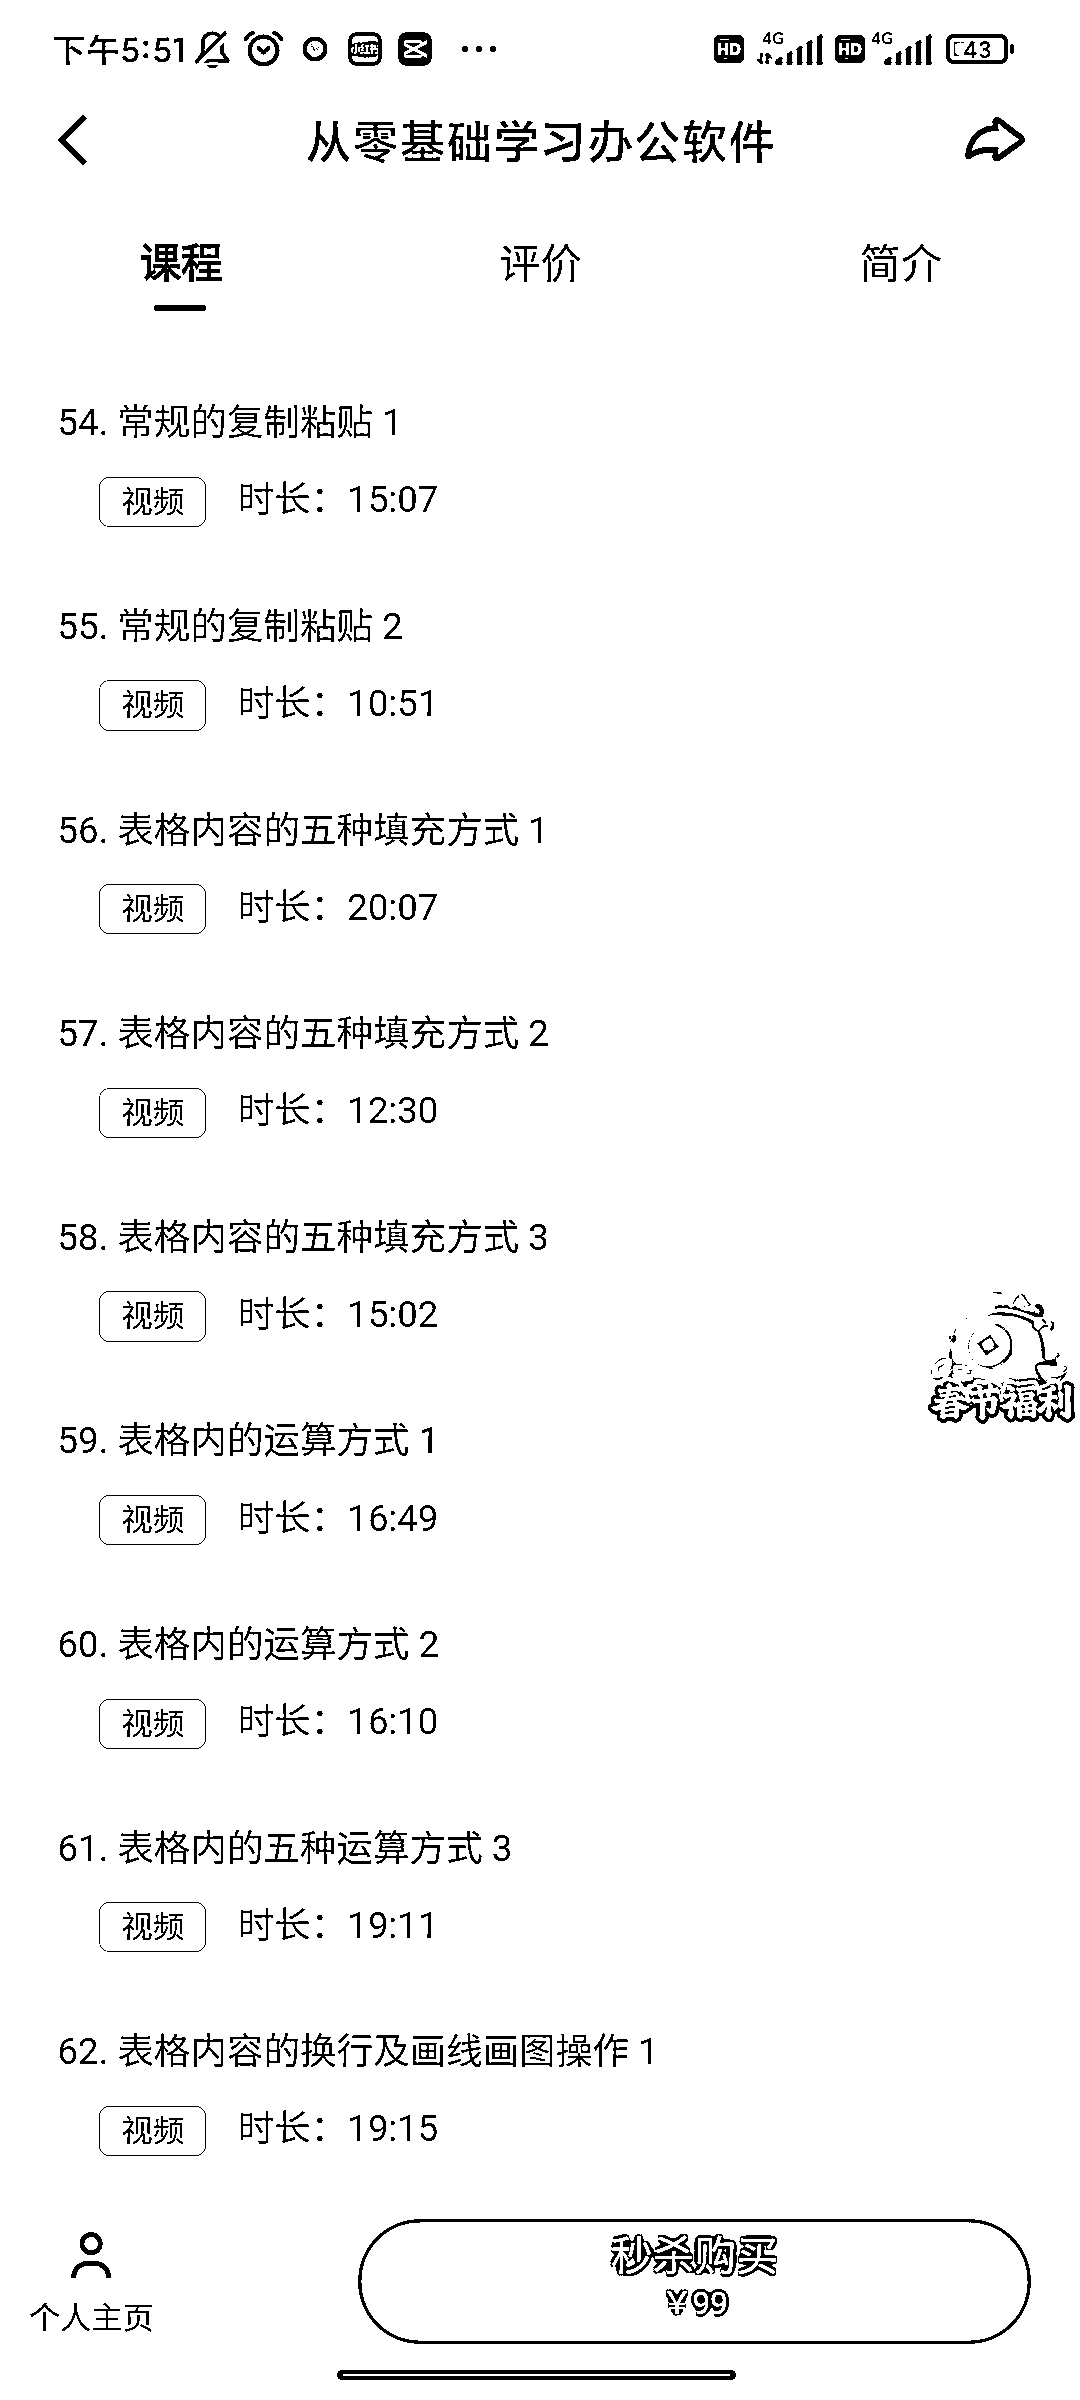 下午5:51
HD 4G HD 4G 43
从零基础学习办公软件
课程 评价 简介
54. 常规的复制粘贴 1
视频 时长：15:07
55. 常规的复制粘贴 2
视频 时长：10:51
56. 表格内容的五种填充方式 1
视频 时长：20:07
57. 表格内容的五种填充方式 2
视频 时长：12:30
58. 表格内容的五种填充方式 3
视频 时长：15:02
春节福利
59. 表格内的运算方式 1
视频 时长：16:49
60. 表格内的运算方式 2
视频 时长：16:10
61. 表格内的五种运算方式 3
视频 时长：19:11
62. 表格内容的换行及画线画图操作 1
视频 时长：19:15
秒杀购买
¥99
个人主页